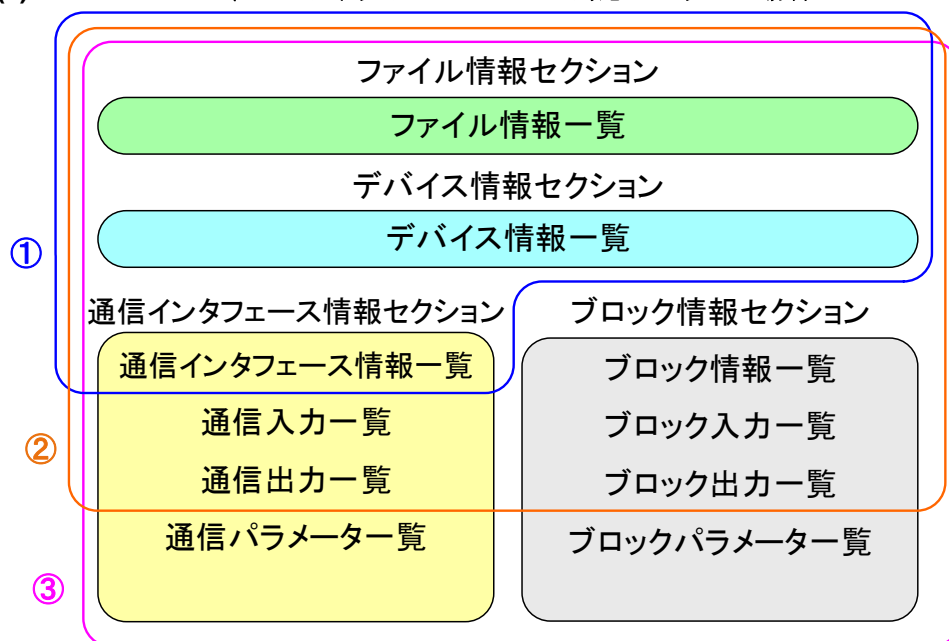 ファイル情報セクション
ファイル情報一覧
デバイス情報セクション
デバイス情報一覧
①
通信インタフェース情報セクション
ブロック情報セクション
通信インタフェース情報一覧
ブロック情報一覧
通信入力一覧
ブロック入力一覧
②
通信出力一覧
ブロック出力一覧
通信パラメータ一覧
ブロックパラメータ一覧
③